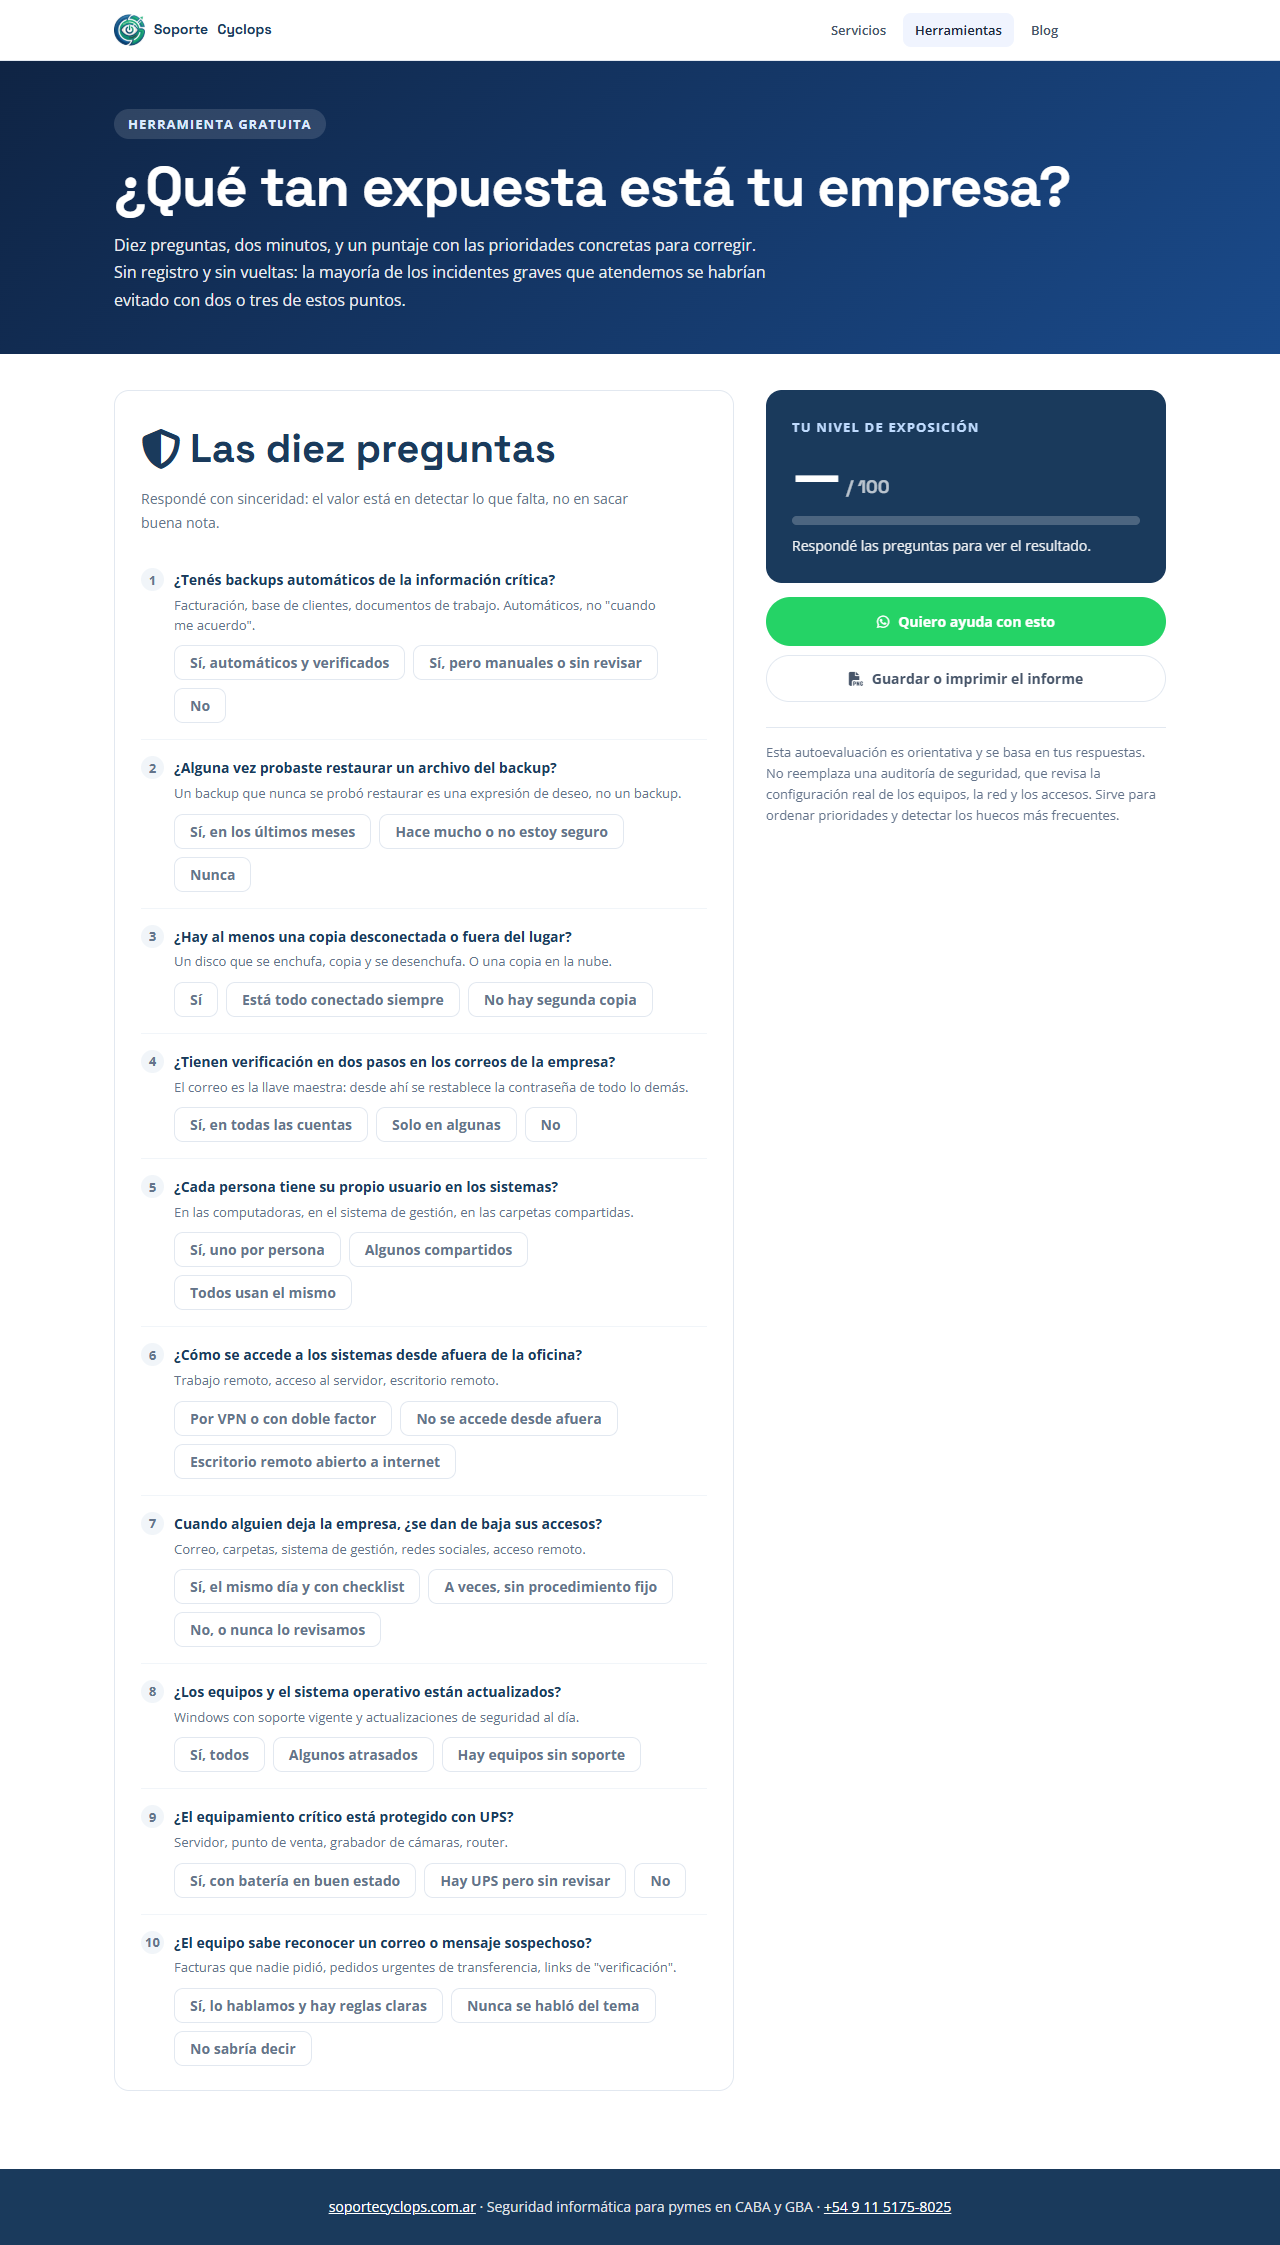 Soporte Cyclops
Servicios
Herramientas
Blog
HERRAMIENTA GRATUITA
¿Qué tan expuesta está tu empresa?
Diez preguntas, dos minutos, y un puntaje con las prioridades concretas para corregir.
Sin registro y sin vueltas: la mayoría de los incidentes graves que atendemos se habrían
evitado con dos o tres de estos puntos.
Las diez preguntas
Respondé con sinceridad: el valor está en detectar lo que falta, no en sacar
buena nota.
1 ¿Tenés backups automáticos de la información crítica?
Facturación, base de clientes, documentos de trabajo. Automáticos, no "cuando
me acuerdo".
Sí, automáticos y verificados
Sí, pero manuales o sin revisar
No
2 ¿Alguna vez probaste restaurar un archivo del backup?
Un backup que nunca se probó restaurar es una expresión de deseo, no un backup.
Sí, en los últimos meses
Hace mucho o no estoy seguro
Nunca
3 ¿Hay al menos una copia desconectada o fuera del lugar?
Un disco que se enchufa, copia y se desenchufa. O una copia en la nube.
Sí
Está todo conectado siempre
No hay segunda copia
4 ¿Tienen verificación en dos pasos en los correos de la empresa?
El correo es la llave maestra: desde ahí se restablece la contraseña de todo lo demás.
Sí, en todas las cuentas
Solo en algunas
No
5 ¿Cada persona tiene su propio usuario en los sistemas?
En las computadoras, en el sistema de gestión, en las carpetas compartidas.
Sí, uno por persona
Algunos compartidos
Todos usan el mismo
6 ¿Cómo se accede a los sistemas desde afuera de la oficina?
Trabajo remoto, acceso al servidor, escritorio remoto.
Por VPN o con doble factor
No se accede desde afuera
Escritorio remoto abierto a internet
7 Cuando alguien deja la empresa, ¿se dan de baja sus accesos?
Correo, carpetas, sistema de gestión, redes sociales, acceso remoto.
Sí, el mismo día y con checklist
A veces, sin procedimiento fijo
No, o nunca lo revisamos
8 ¿Los equipos y el sistema operativo están actualizados?
Windows con soporte vigente y actualizaciones de seguridad al día.
Sí, todos
Algunos atrasados
Hay equipos sin soporte
9 ¿El equipamiento crítico está protegido con UPS?
Servidor, punto de venta, grabador de cámaras, router.
Sí, con batería en buen estado
Hay UPS pero sin revisar
No
10 ¿El equipo sabe reconocer un correo o mensaje sospechoso?
Facturas que nadie pidió, pedidos urgentes de transferencia, links de "verificación".
Sí, lo hablamos y hay reglas claras
Nunca se habló del tema
No sabría decir
TU NIVEL DE EXPOSICIÓN
— / 100
Respondé las preguntas para ver el resultado.
Quiero ayuda con esto
Guardar o imprimir el informe
Esta autoevaluación es orientativa y se basa en tus respuestas.
No reemplaza una auditoría de seguridad, que revisa la
configuración real de los equipos, la red y los accesos. Sirve para
ordenar prioridades y detectar los huecos más frecuentes.
soportecyclops.com.ar · Seguridad informática para pymes en CABA y GBA · +54 9 11 5175-8025